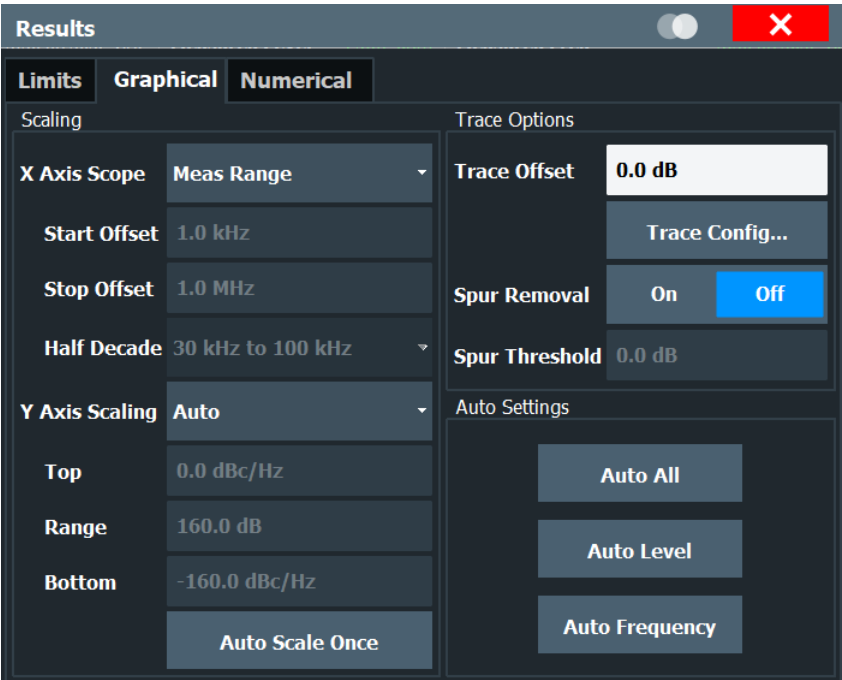 Results
Limits Graphical Numerical
Scaling
X Axis Scope Meas Range
Start Offset 1.0 kHz
Stop Offset 1.0 MHz
Half Decade 30 kHz to 100 kHz
Y Axis Scaling Auto
Top 0.0 dBc/Hz
Range 160.0 dB
Bottom -160.0 dBc/Hz
Auto Scale Once
Trace Options
Trace Offset 0.0 dB
Trace Config...
Spur Removal On Off
Spur Threshold 0.0 dB
Auto Settings
Auto All
Auto Level
Auto Frequency